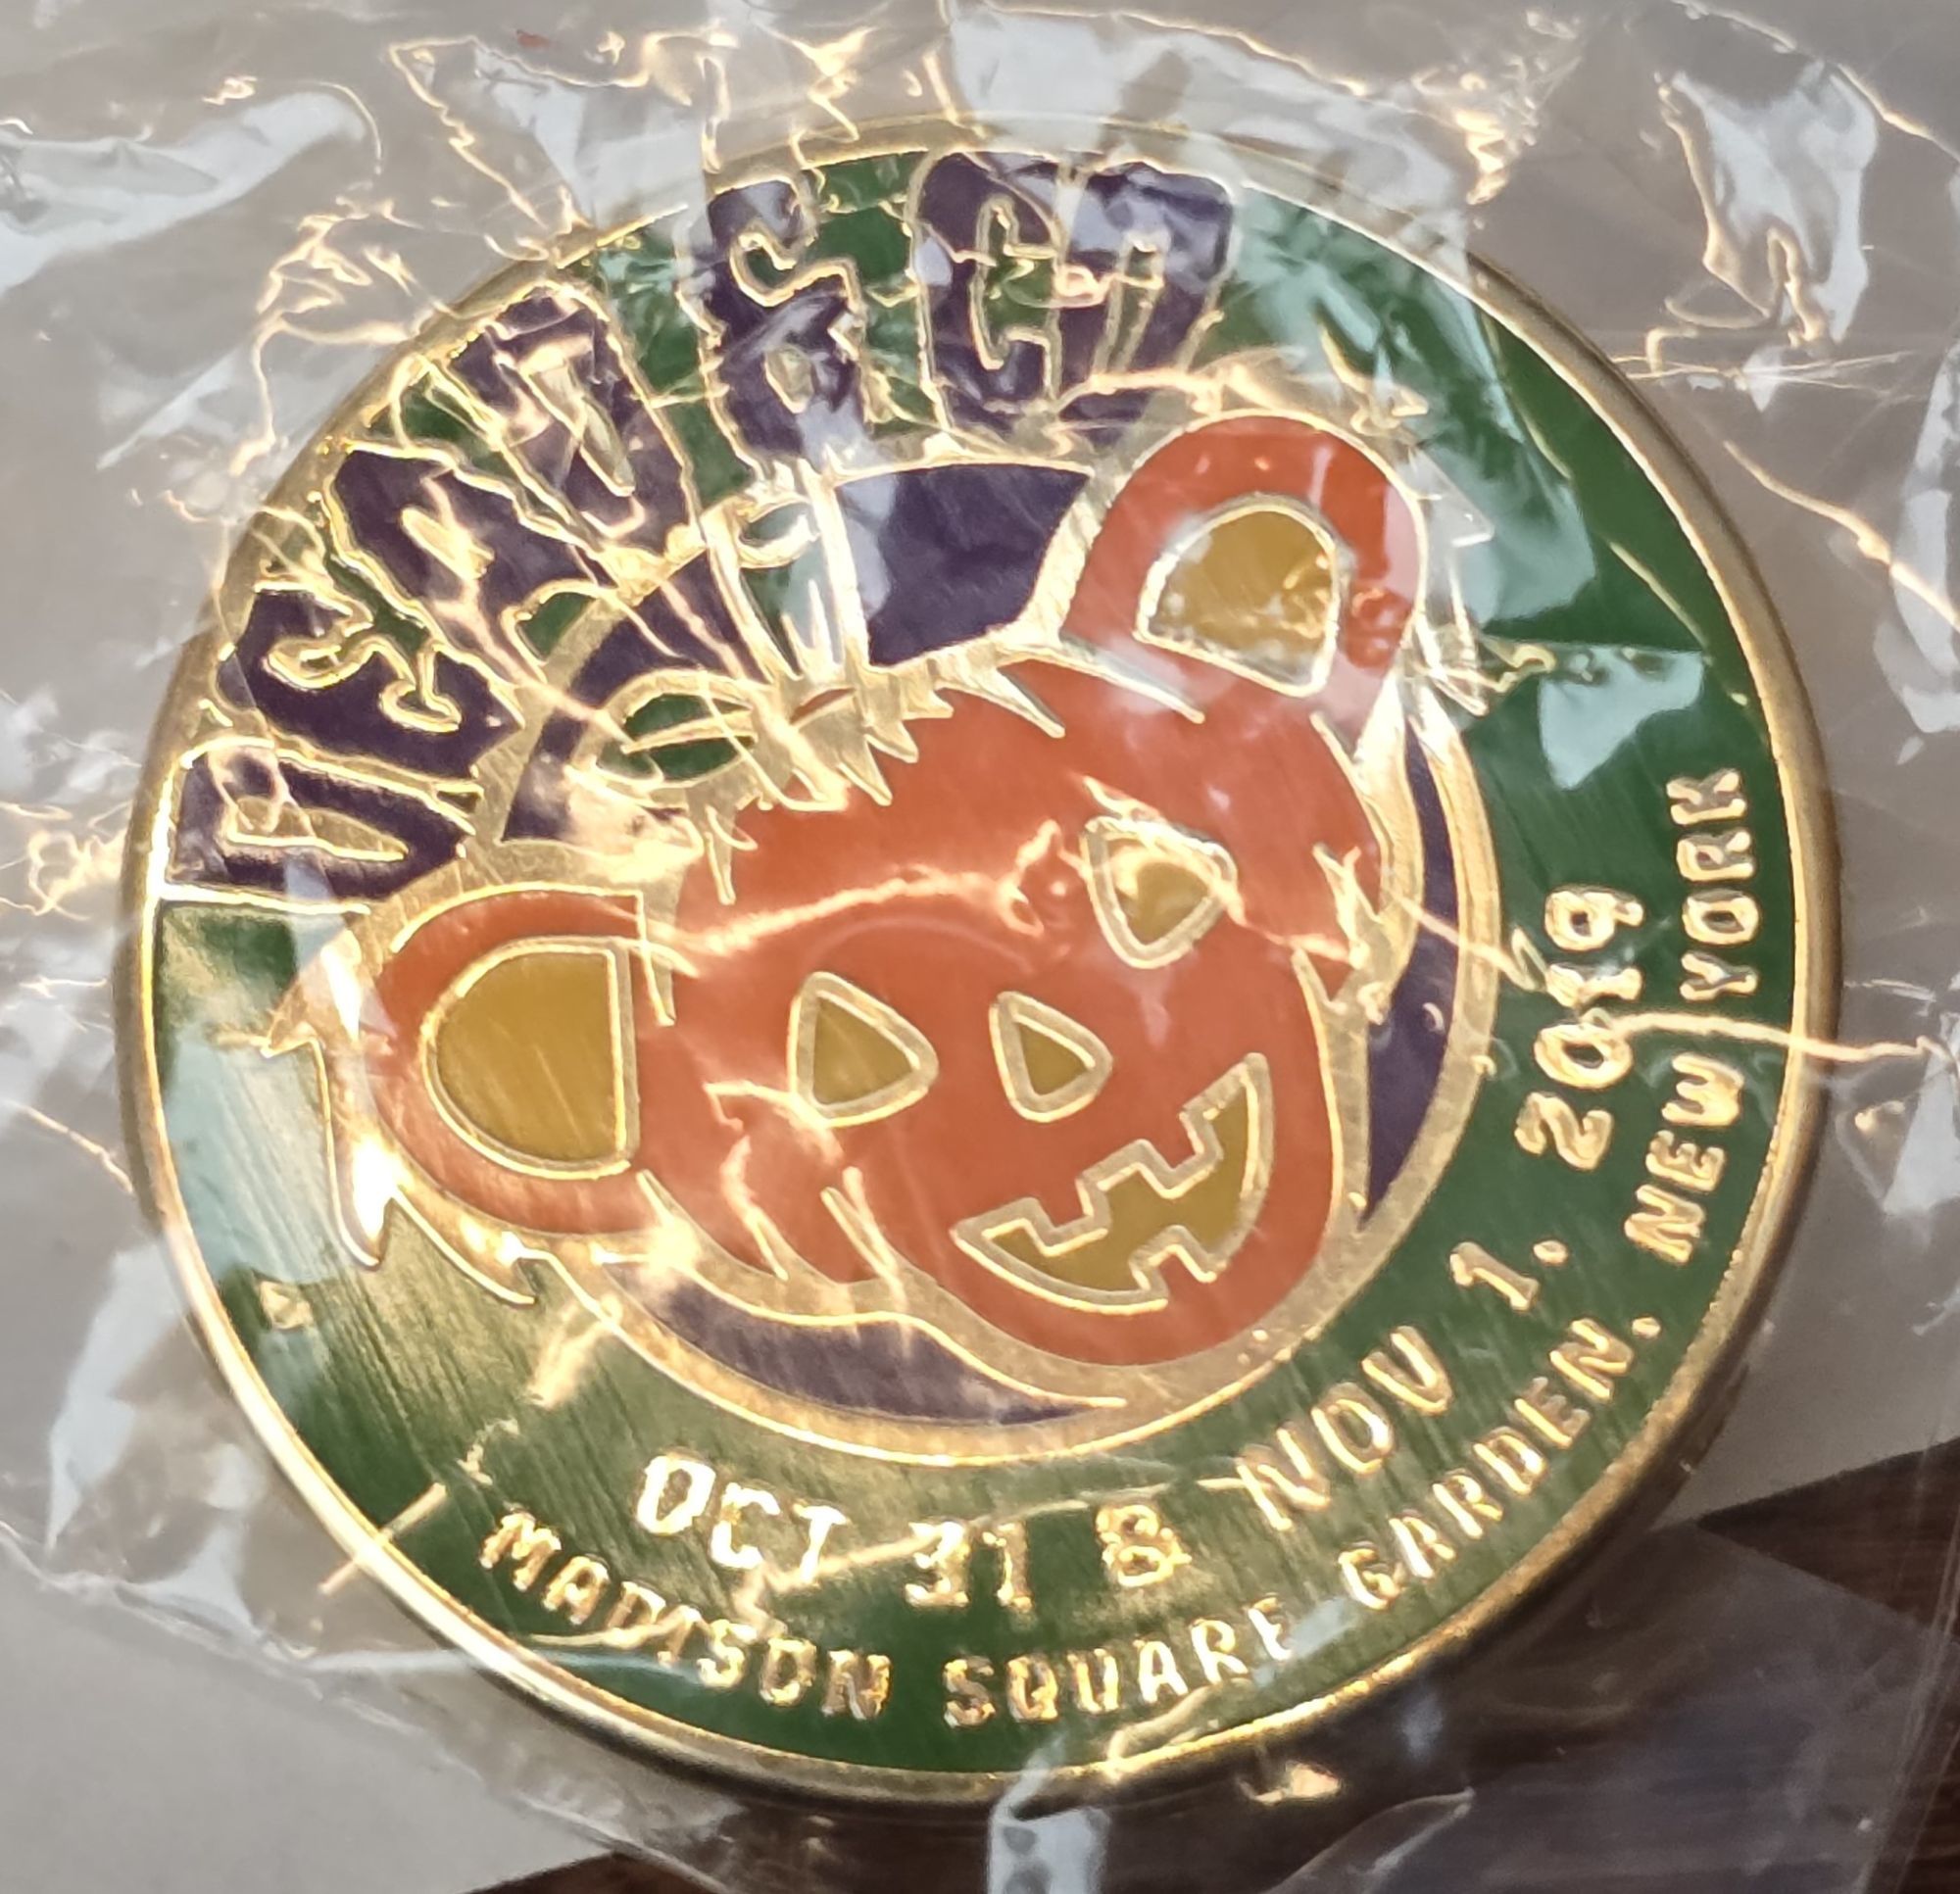 DEAD & CO
OCT 31 & NOV 1. 2019
MADISON SQUARE GARDEN. NEW YORK